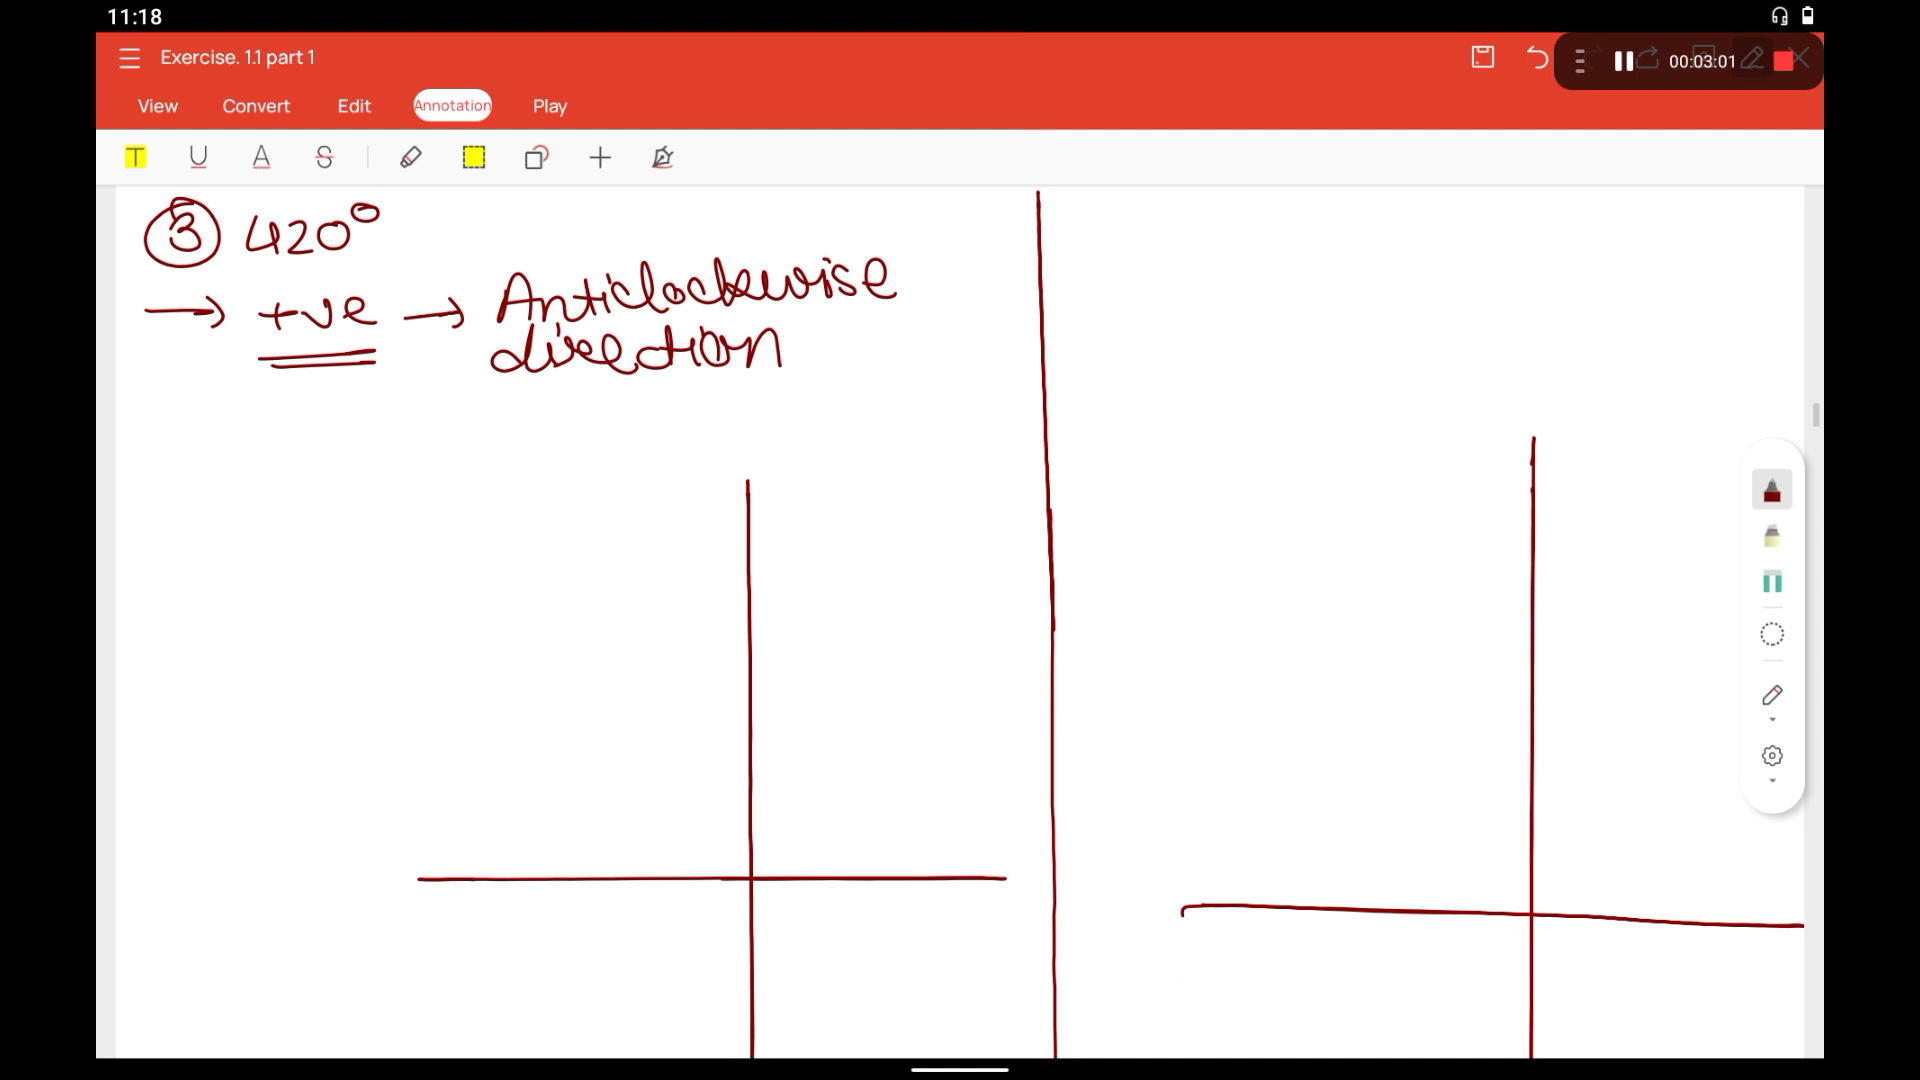 11:18
Exercise. 1.1 part 1
00:03:01
View Convert Edit Annotation Play
T U A S
③ 420°
→ +ve → Anticlockwise
direction